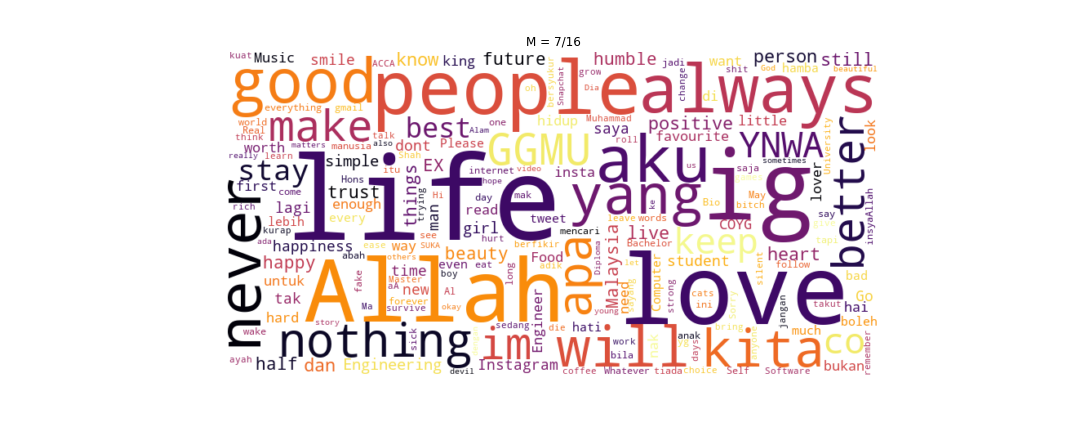 M = 7/16
kuat Music smile ACCA know king future humble jadi want person still
God hamba beautiful
good people always
everything gmail bersyukur Snapchat grow Dia change shit di
world make best talk also Alam one hidup Muhammad saya positive little
Real think manusia dont Please GGMU roll favourite YNWA University look
worth matters
really learn simple itu Shah EX internet video insta aku us saja sometimes lover better
stay Hons trust things trying life hope yang ig
first come enough Hi day mak Bio May bitch
rich lagi every man read tweet leave words COYG say insyaAllah
never lebih girl mencari
kurap see hurt live keep tapi
ada happiness ease way SUKA beauty berfikir Malaysia Bachelor heart
happy abah others time even eat Food adik apa Diploma student silent follow bad
untuk fake Master new boy long need Computer strong love Go
tak aA forever Al okay young cats ini takut hai
Allah Ma survive
hard story Engineer sedang die hati Sorry bring jangan boleh
wake nothing sick im will work anak kita much co remember
ayah half dan Engineering devil Instagram bila days bukan
coffee Whatever tiada choice Self Software